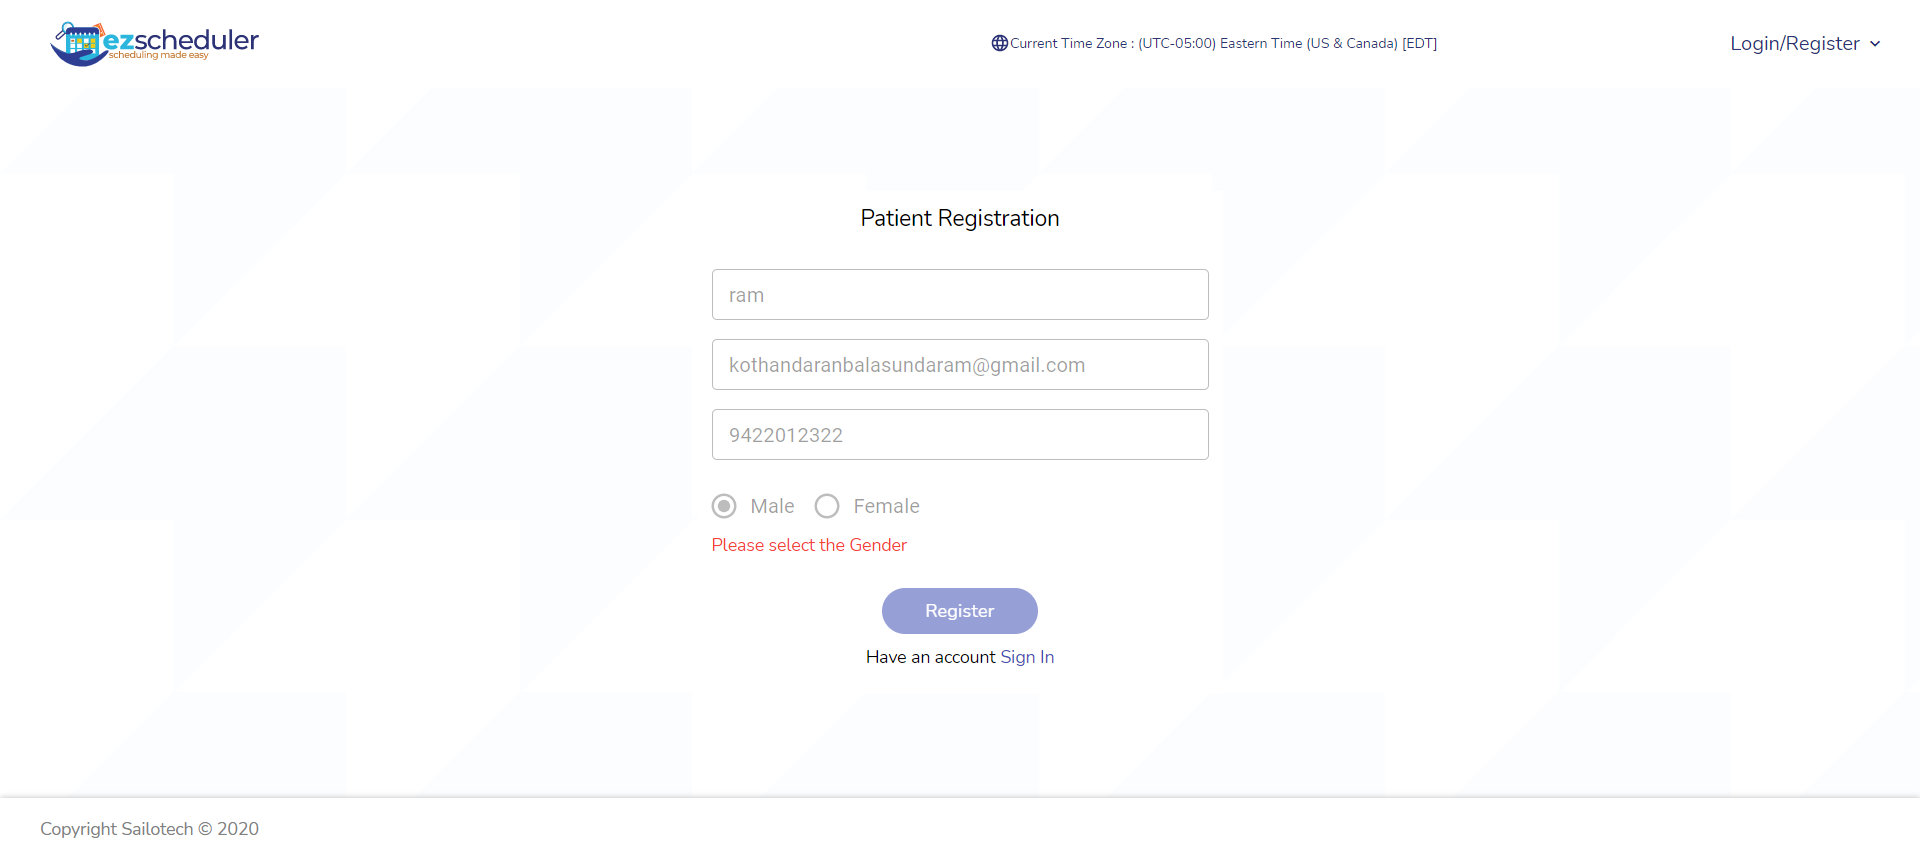 ezscheduler
scheduling made easy
Current Time Zone : (UTC-05:00) Eastern Time (US & Canada) [EDT]
Login/Register
Patient Registration
ram
kothandaranbalasundaram@gmail.com
9422012322
Male Female
Please select the Gender
Register
Have an account Sign In
Copyright Sailotech © 2020